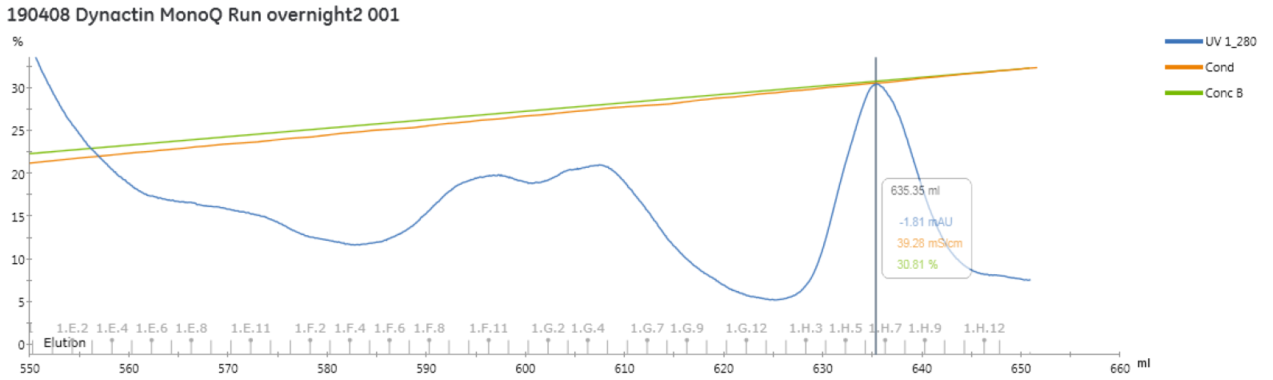 190408 Dynactin MonoQ Run overnight2 001
%
UV 1_280
Cond
Conc B
30
25
20
15
10
5
0
635.35 ml
-1.81 mAU
39.28 mS/cm
30.81 %
1.E.2 1.E.4 1.E.6 1.E.8 1.E.11 1.F.2 1.F.4 1.F.6 1.F.8 1.F.11 1.G.2 1.G.4 1.G.7 1.G.9 1.G.12 1.H.3 1.H.5 1.H.7 1.H.9 1.H.12
Elution
550 560 570 580 590 600 610 620 630 640 650 660 ml